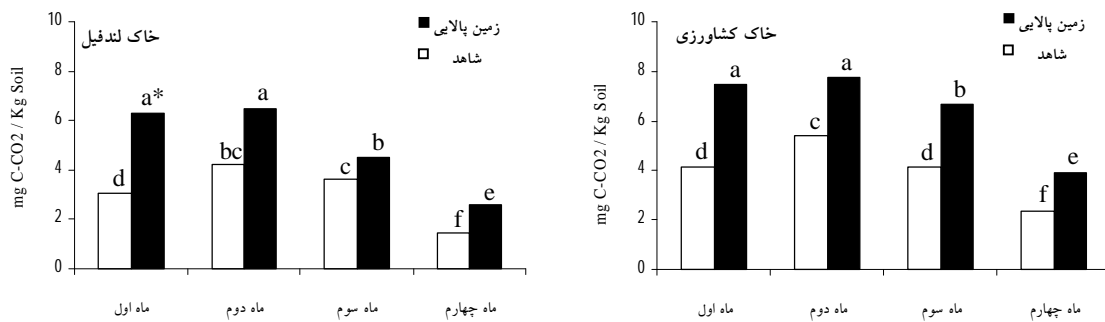 خاک لندفیل
زمین پالایی
شاهد
mg C-CO2 / Kg Soil
10
8
6
4
2
0
d a*
bc a
c b
f e
ماه اول ماه دوم ماه سوم ماه چهارم
خاک کشاورزی
زمین پالایی
شاهد
mg C-CO2 / Kg Soil
10
8
6
4
2
0
d a
c a
d b
f e
ماه اول ماه دوم ماه سوم ماه چهارم